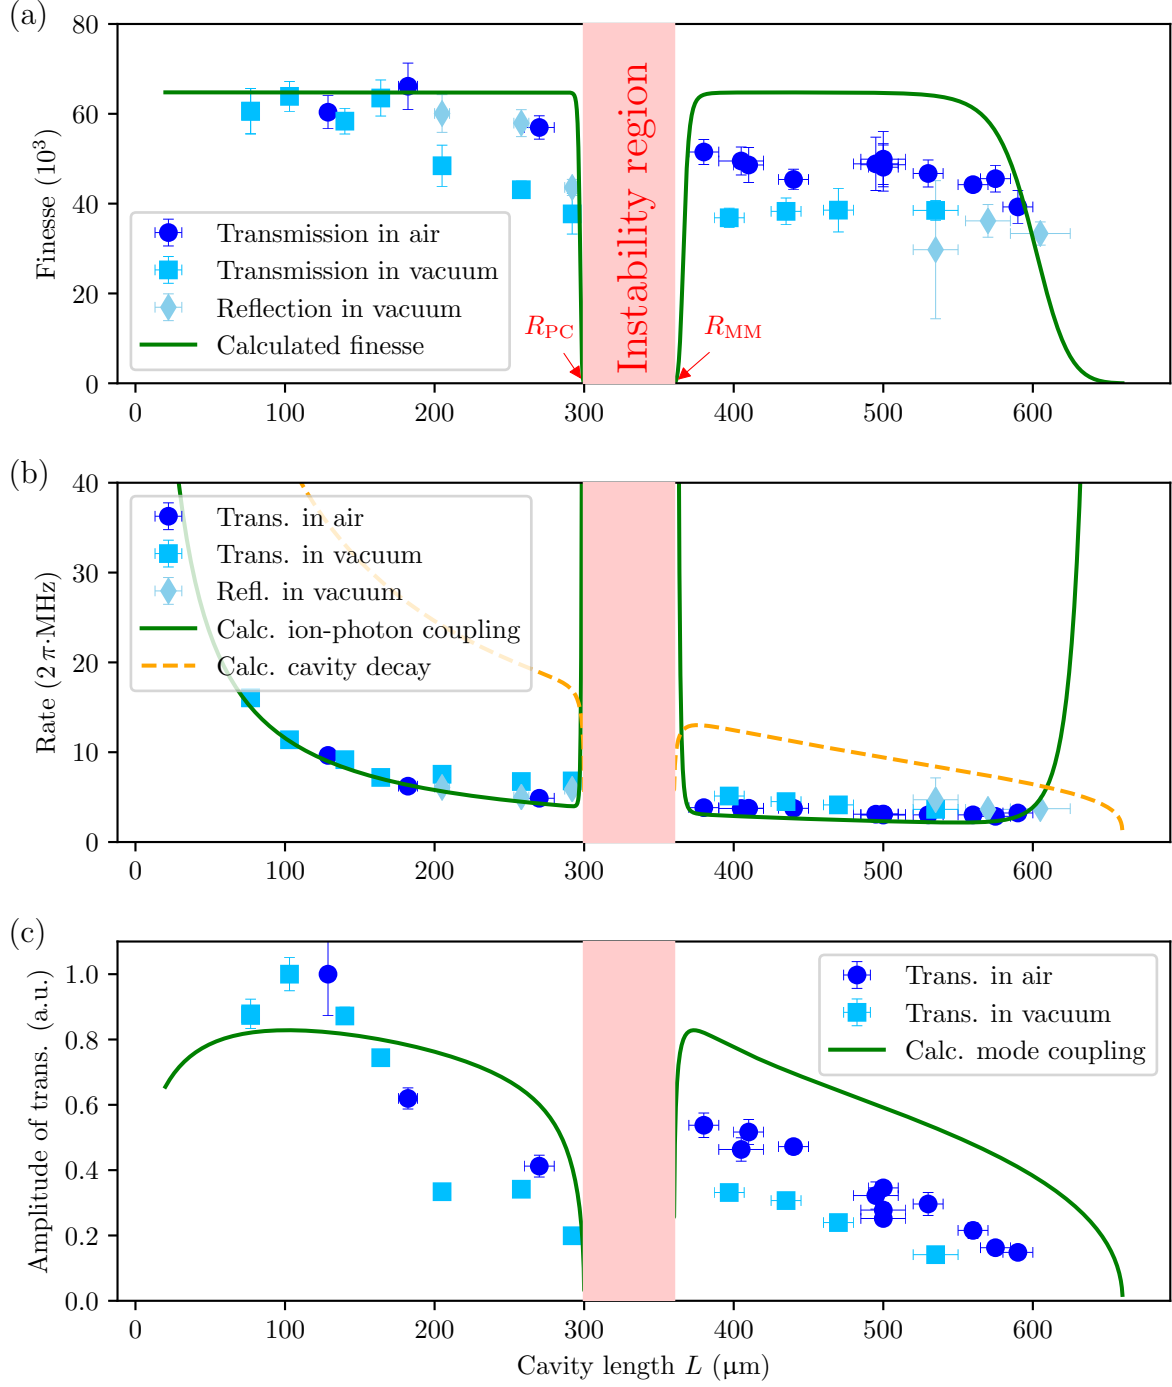 (a)
80
60
40
20
0
Finesse (10³)
Transmission in air
Transmission in vacuum
Reflection in vacuum
Calculated finesse
Instability region
R_PC
R_MM
0 100 200 300 400 500 600
(b)
40
30
20
10
0
Rate (2 π·MHz)
Trans. in air
Trans. in vacuum
Refl. in vacuum
Calc. ion-photon coupling
Calc. cavity decay
0 100 200 300 400 500 600
(c)
1.0
0.8
0.6
0.4
0.2
0.0
Amplitude of trans. (a.u.)
Trans. in air
Trans. in vacuum
Calc. mode coupling
0 100 200 300 400 500 600
Cavity length L (μm)